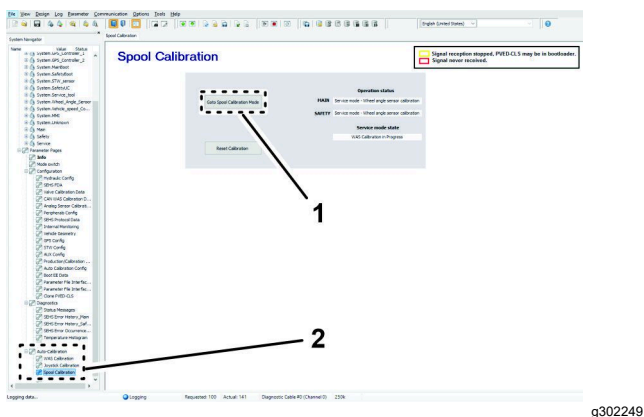 File View Design Log Parameter Communication Options Tools Help
English (United States)
System Navigator
Spool Calibration
Name Value Status
System.GPS_Controller_1
System.GPS_Controller_2
System.MainBoot
System.SafetyBoot
System.STW_sensor
System.SafetyUC
System.Service_tool
System.Wheel_Angle_Sensor
System.Vehicle_speed_Co...
System.MMI
System.Unknown
Main
Safety
Service
Parameter Pages
Info
Mode switch
Configuration
Hydraulic Config
SEHS FDA
Valve Calibration Data
CAN WAS Calibration D...
Analog Sensor Calibrat...
Peripherals Config
SEHS Protocol Data
Internal Monitoring
Vehicle Geometry
GPS Config
STW Config
AUX Config
Production/Calibration ...
Auto Calibration Config
Boot EE Data
Parameter File Interfac...
Parameter File Interfac...
Clone PVED-CLS
Diagnostics
Status Messages
SEHS Error History_Main
SEHS Error History_Saf...
SEHS Error Occurrence...
Temperature Histogram
Auto-Calibration
WAS Calibration
Joystick Calibration
Spool Calibration
Spool Calibration
Signal reception stopped, PVED-CLS may be in bootloader.
Signal never received.
Goto Spool Calibration Mode
Reset Calibration
Operation status
MAIN Service mode - Wheel angle sensor calibration
SAFETY Service mode - Wheel angle sensor calibration
Service mode state
WAS Calibration in Progress
1
2
Logging data... Logging Requested: 100 Actual: 141 Diagnostic Cable #0 (Channel 0) 250k
g302249